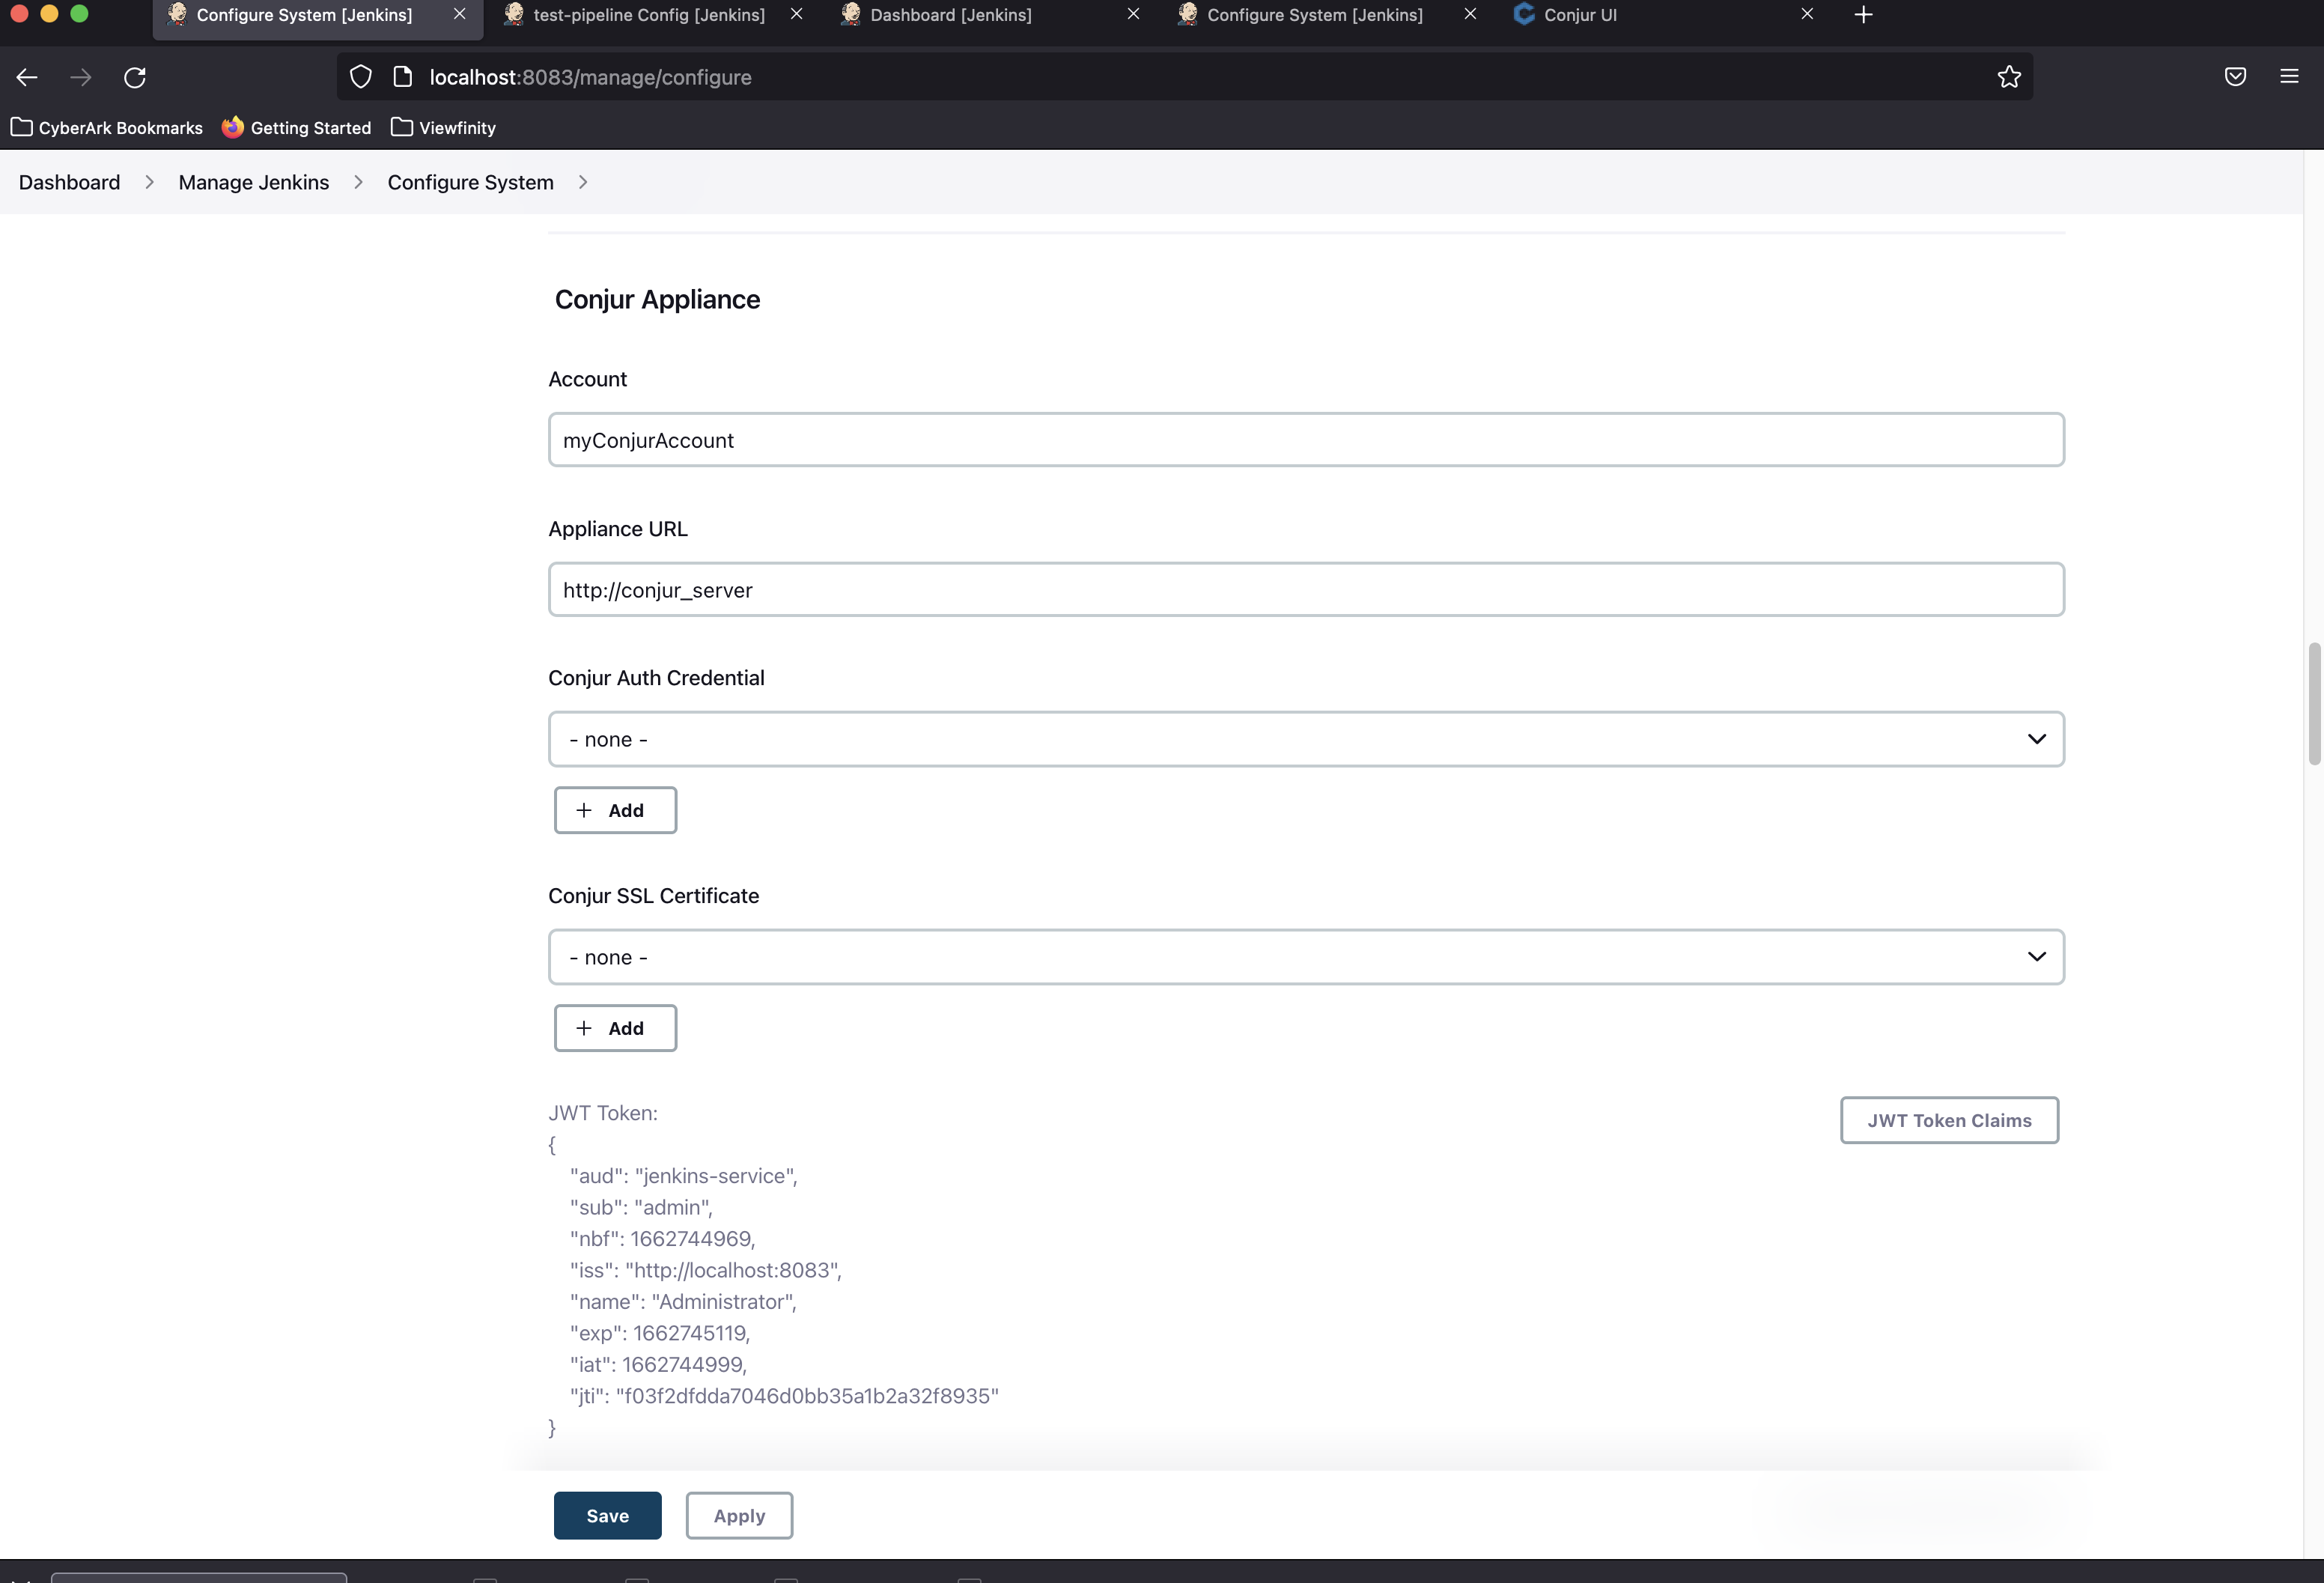 Configure System [Jenkins]
test-pipeline Config [Jenkins]
Dashboard [Jenkins]
Configure System [Jenkins]
Conjur UI
localhost:8083/manage/configure
CyberArk Bookmarks
Getting Started
Viewfinity
Dashboard
Manage Jenkins
Configure System
Conjur Appliance
Account
myConjurAccount
Appliance URL
http://conjur_server
Conjur Auth Credential
- none -
+ Add
Conjur SSL Certificate
- none -
+ Add
JWT Token:
JWT Token Claims
{
"aud": "jenkins-service",
"sub": "admin",
"nbf": 1662744969,
"iss": "http://localhost:8083",
"name": "Administrator",
"exp": 1662745119,
"iat": 1662744999,
"jti": "f03f2dfdda7046d0bb35a1b2a32f8935"
}
Save
Apply